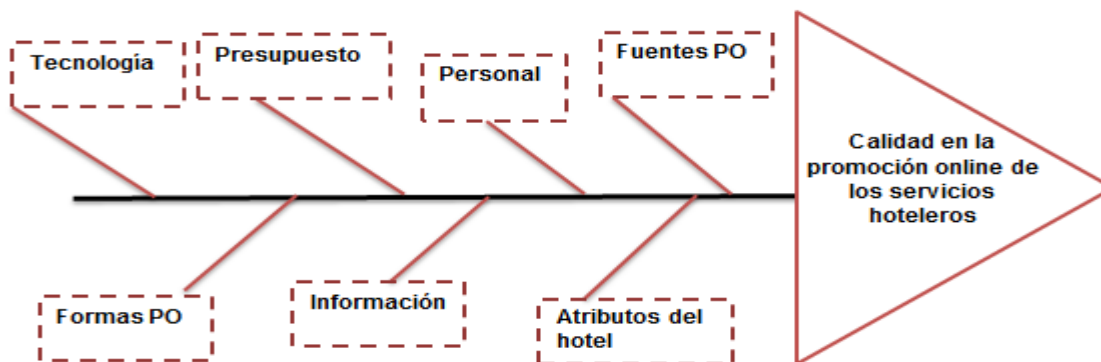 Tecnología
Presupuesto
Personal
Fuentes PO
Calidad en la
promoción online de
los servicios
hoteleros
Formas PO
Información
Atributos del
hotel